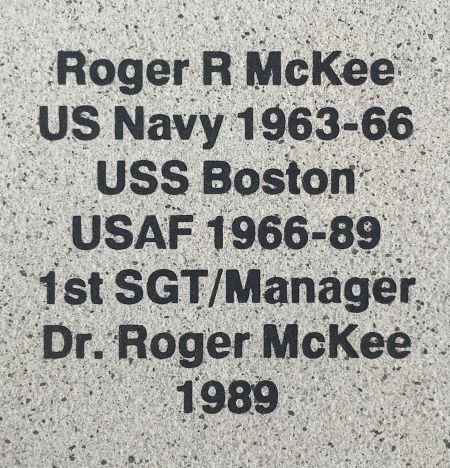 Roger R McKee
US Navy 1963-66
USS Boston
USAF 1966-89
1st SGT/Manager
Dr. Roger McKee
1989